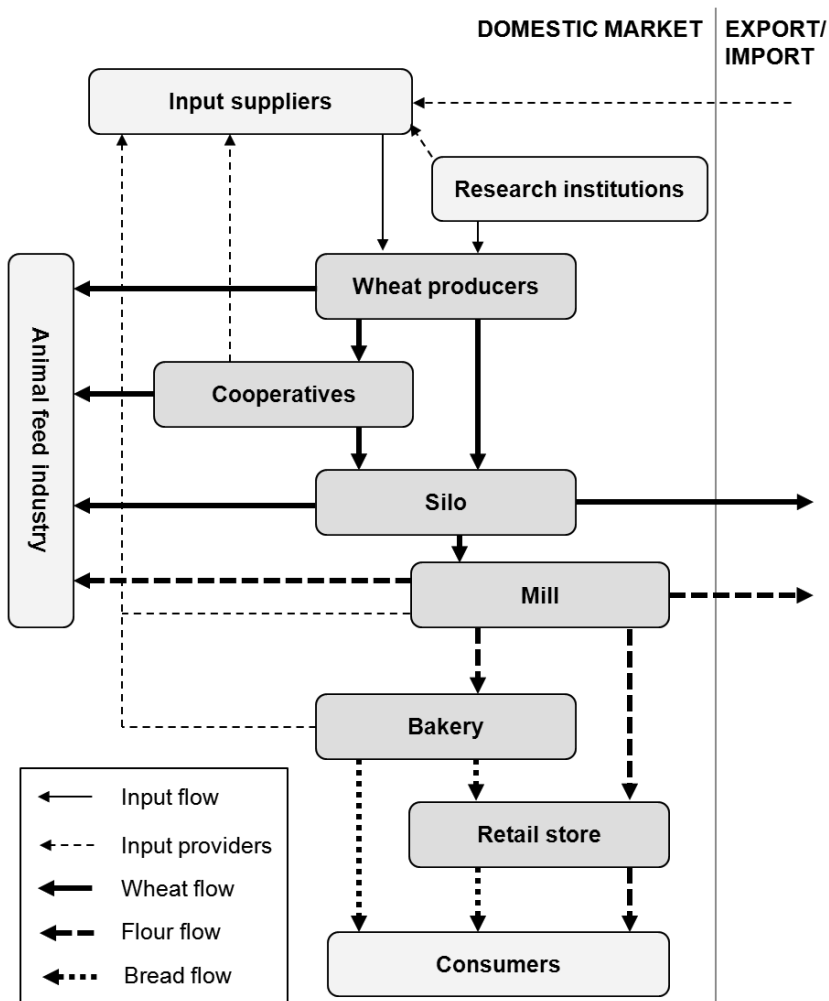 DOMESTIC MARKET
EXPORT/
IMPORT
Input suppliers
Research institutions
Wheat producers
Animal feed industry
Cooperatives
Silo
Mill
Bakery
Retail store
Consumers
Input flow
Input providers
Wheat flow
Flour flow
Bread flow